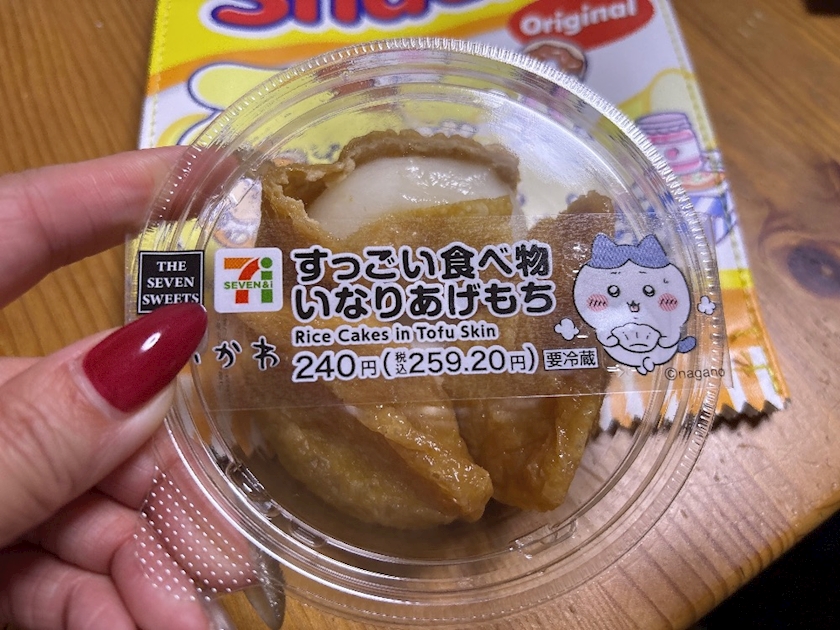 Original
THE
SEVEN
SWEETS
SEVEN&i
すっごい食べ物
いなりあげもち
Rice Cakes in Tofu Skin
240円(税込259.20円) 要冷蔵
いかわ
©nagano